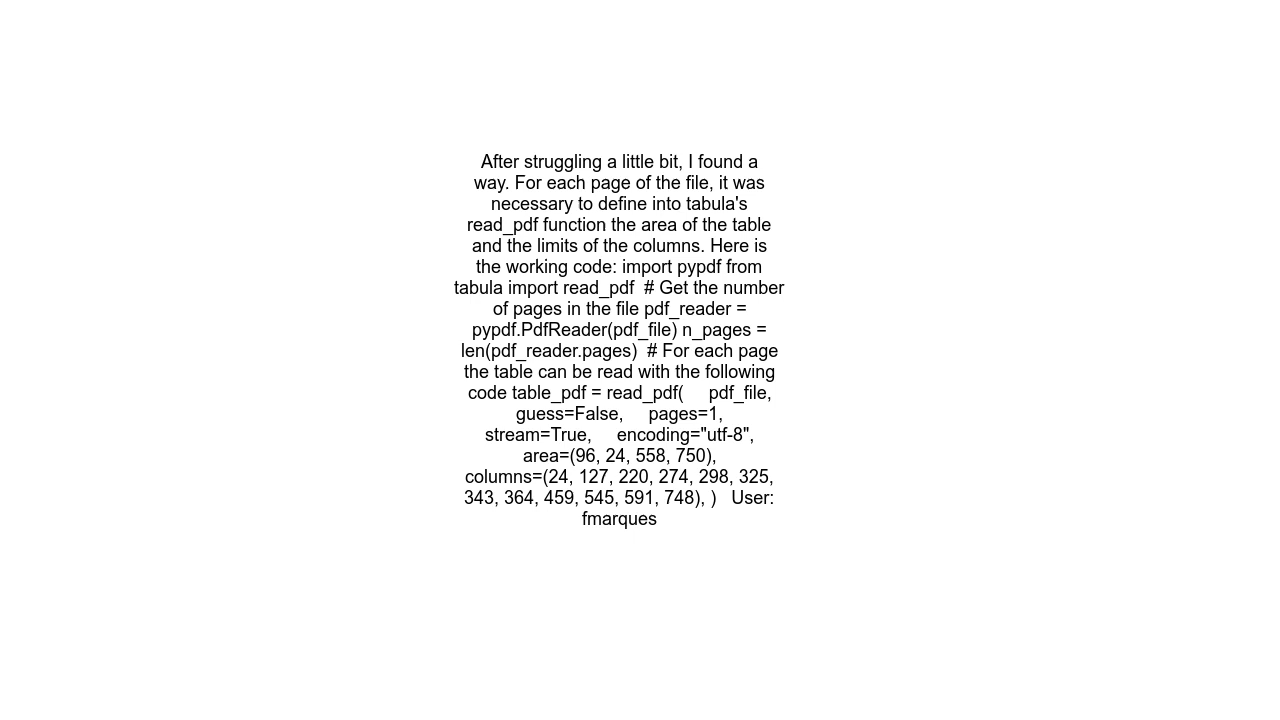 After struggling a little bit, I found a
way. For each page of the file, it was
necessary to define into tabula's
read_pdf function the area of the table
and the limits of the columns. Here is
the working code: import pypdf from
tabula import read_pdf  # Get the number
of pages in the file pdf_reader =
pypdf.PdfReader(pdf_file) n_pages =
len(pdf_reader.pages)  # For each page
the table can be read with the following
code table_pdf = read_pdf(     pdf_file,
guess=False,     pages=1,
stream=True,     encoding="utf-8",
area=(96, 24, 558, 750),
columns=(24, 127, 220, 274, 298, 325,
343, 364, 459, 545, 591, 748), )   User:
fmarques